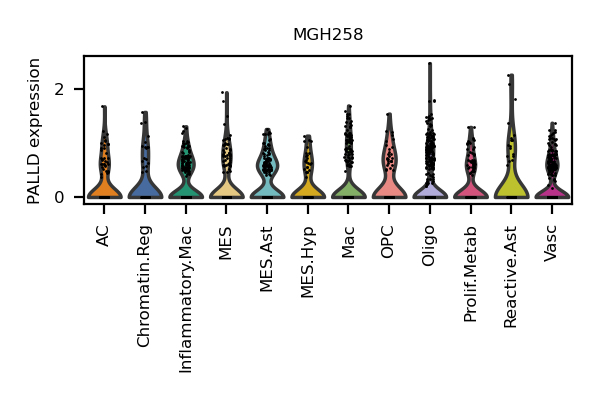 MGH258
PALLD expression
2
0
AC
Chromatin.Reg
Inflammatory.Mac
MES
MES.Ast
MES.Hyp
Mac
OPC
Oligo
Prolif.Metab
Reactive.Ast
Vasc